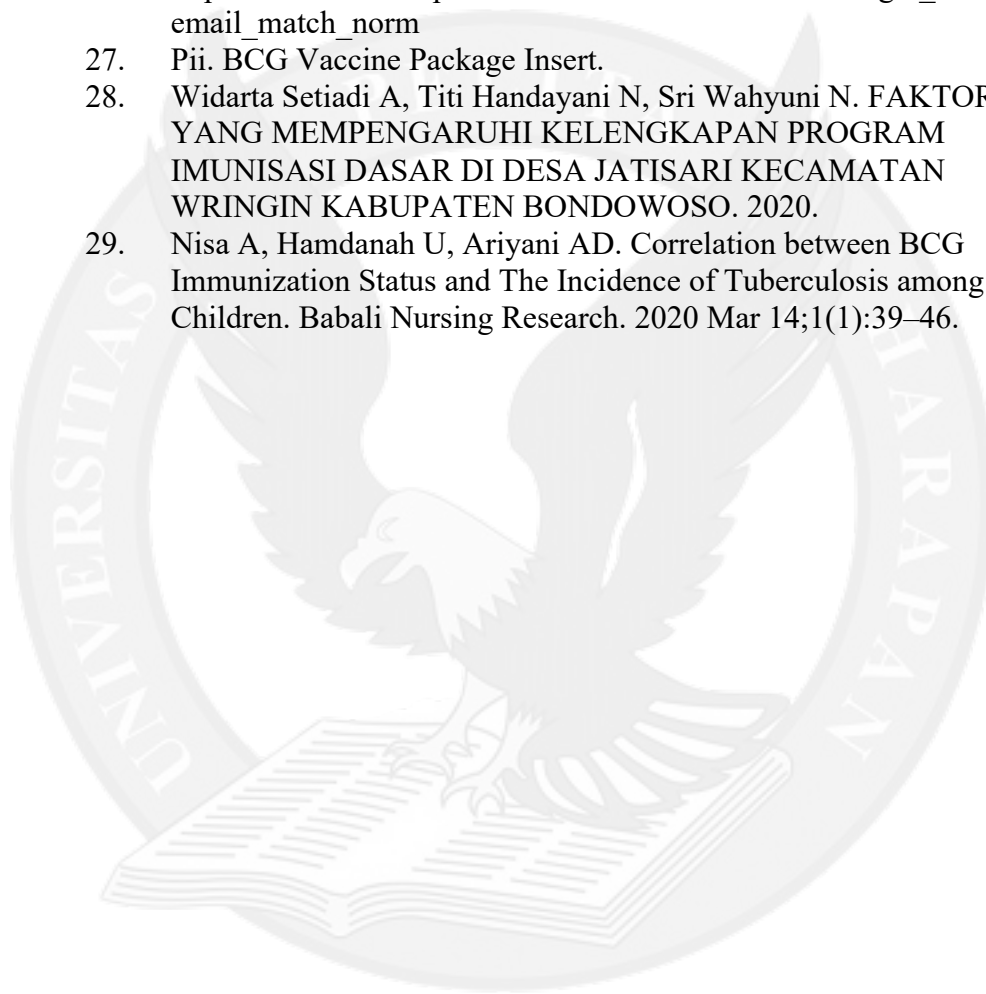 email_match_norm
27. Pii. BCG Vaccine Package Insert.
28. Widarta Setiadi A, Titi Handayani N, Sri Wahyuni N. FAKTOR
YANG MEMPENGARUHI KELENGKAPAN PROGRAM
IMUNISASI DASAR DI DESA JATISARI KECAMATAN
WRINGIN KABUPATEN BONDOWOSO. 2020.
29. Nisa A, Hamdanah U, Ariyani AD. Correlation between BCG
Immunization Status and The Incidence of Tuberculosis among
Children. Babali Nursing Research. 2020 Mar 14;1(1):39–46.
UNIVERSITAS
HARAPAN